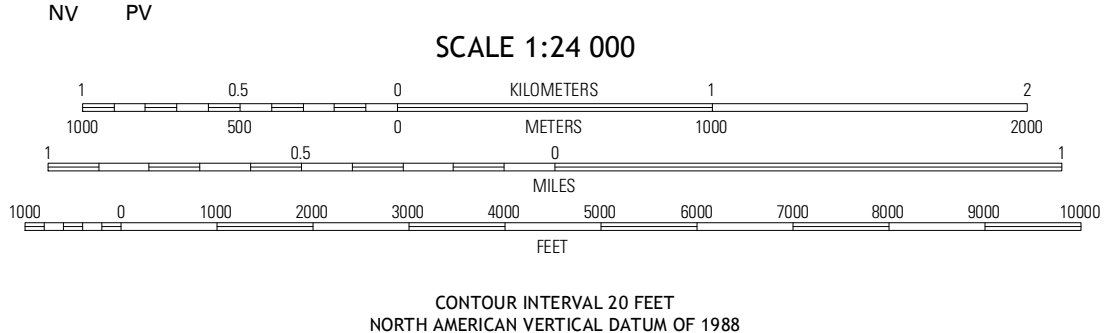 NV PV
SCALE 1:24 000
1 0.5 0 KILOMETERS 1 2
1000 500 0 METERS 1000 2000
1 0.5 0 1
MILES
1000 0 1000 2000 3000 4000 5000 6000 7000 8000 9000 10000
FEET
CONTOUR INTERVAL 20 FEET
NORTH AMERICAN VERTICAL DATUM OF 1988